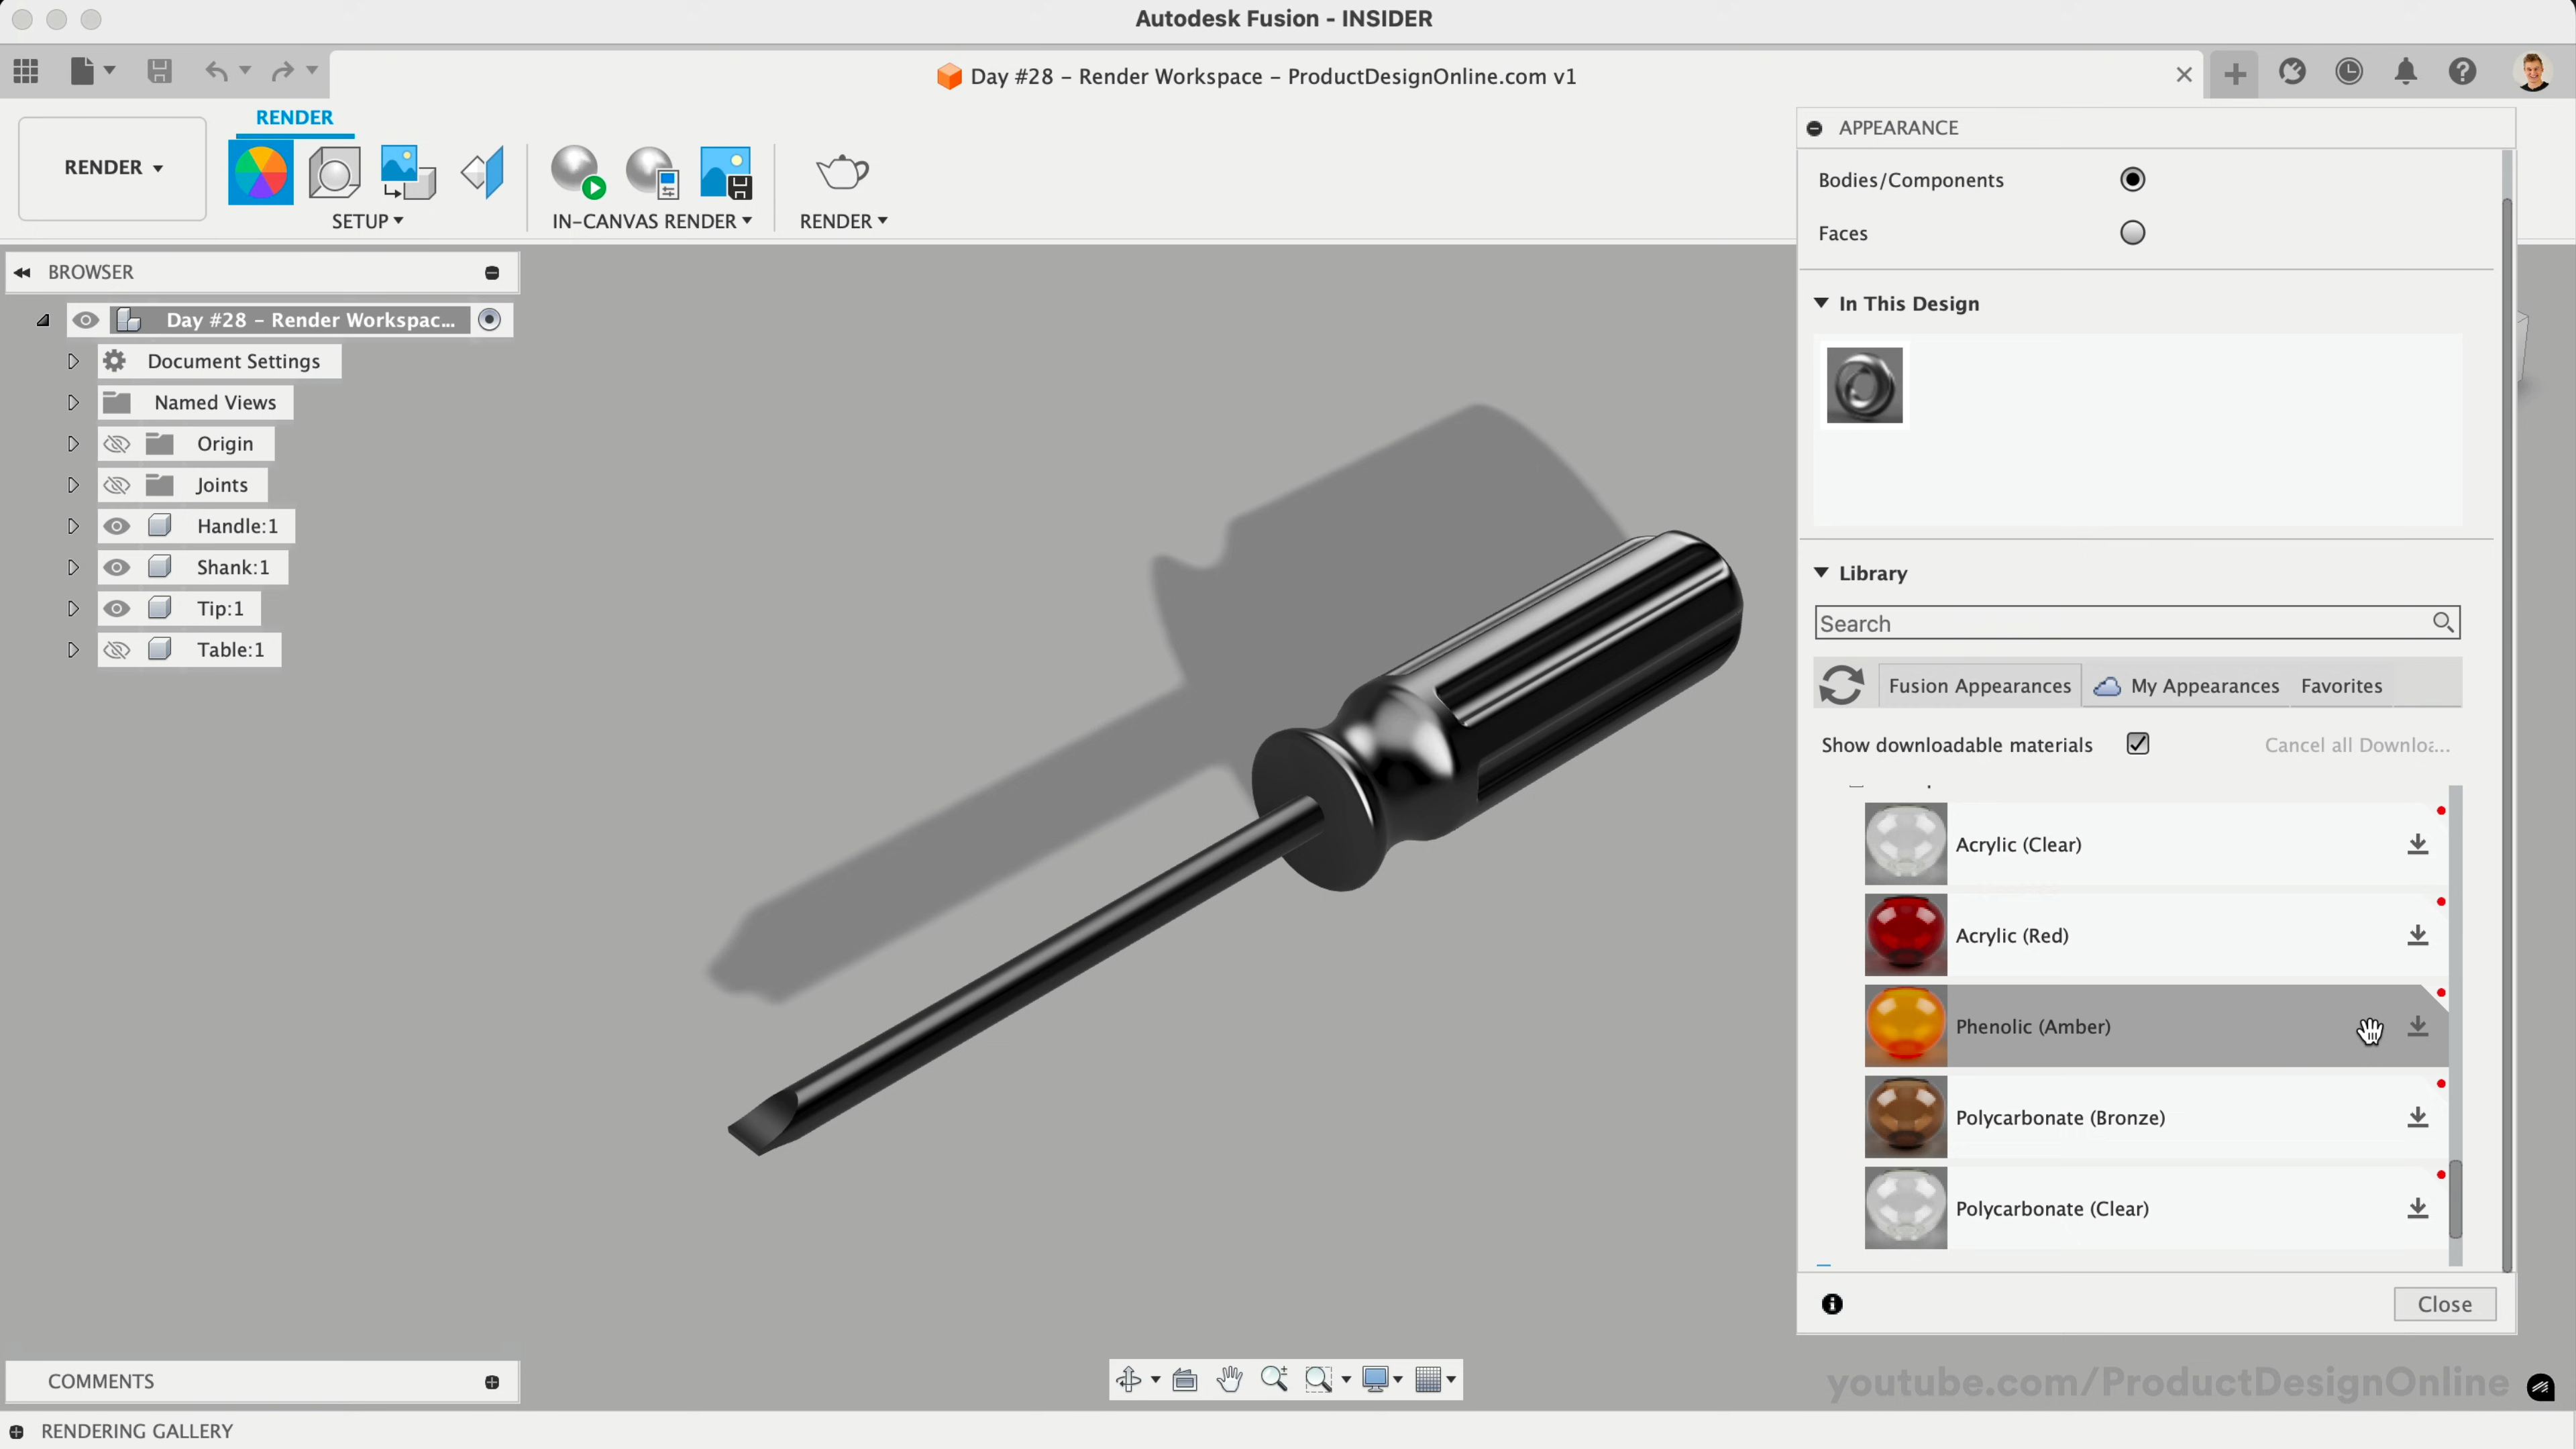 Autodesk Fusion - INSIDER
Day #28 - Render Workspace - ProductDesignOnline.com v1
RENDER
RENDER
SETUP
IN-CANVAS RENDER
RENDER
BROWSER
Day #28 - Render Workspac...
Document Settings
Named Views
Origin
Joints
Handle:1
Shank:1
Tip:1
Table:1
APPEARANCE
Bodies/Components
Faces
In This Design
Library
Search
Fusion Appearances
My Appearances
Favorites
Show downloadable materials
Cancel all Downloa...
Acrylic (Clear)
Acrylic (Red)
Phenolic (Amber)
Polycarbonate (Bronze)
Polycarbonate (Clear)
Close
COMMENTS
youtube.com/ProductDesignOnline
RENDERING GALLERY